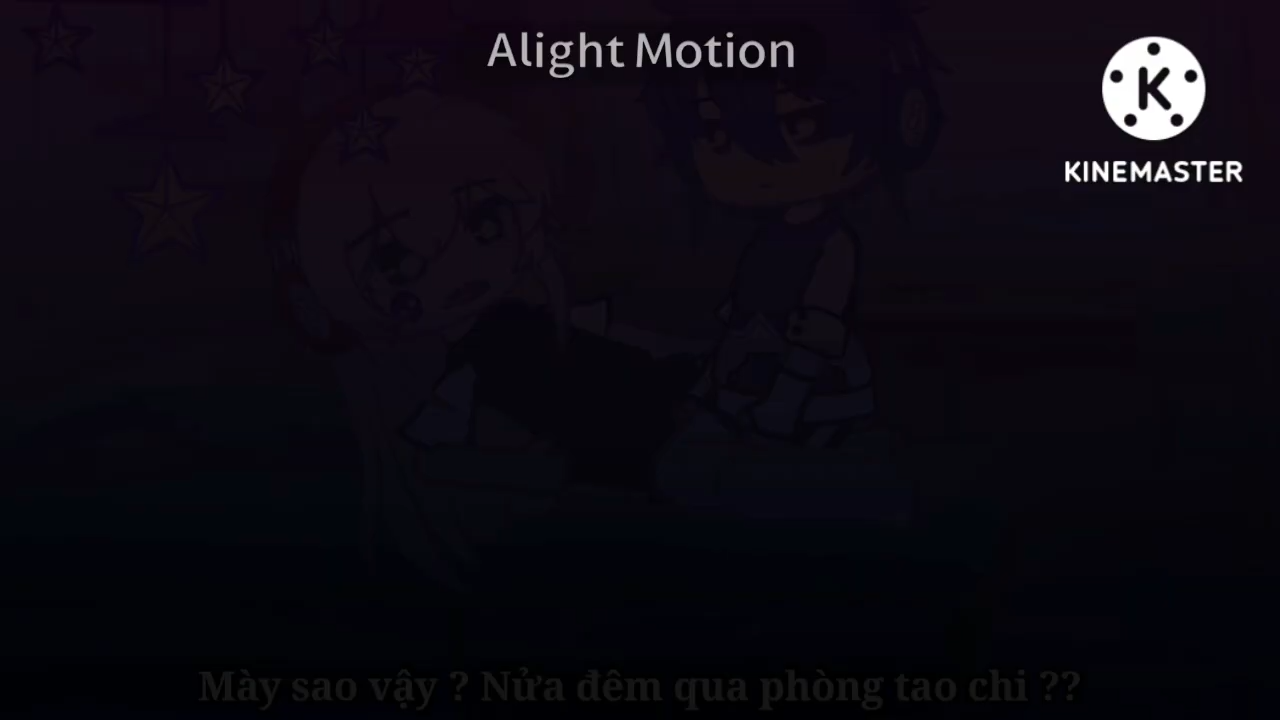 Alight Motion
KINEMASTER
Mày sao vậy ? Nửa đêm qua phòng tao chi ??